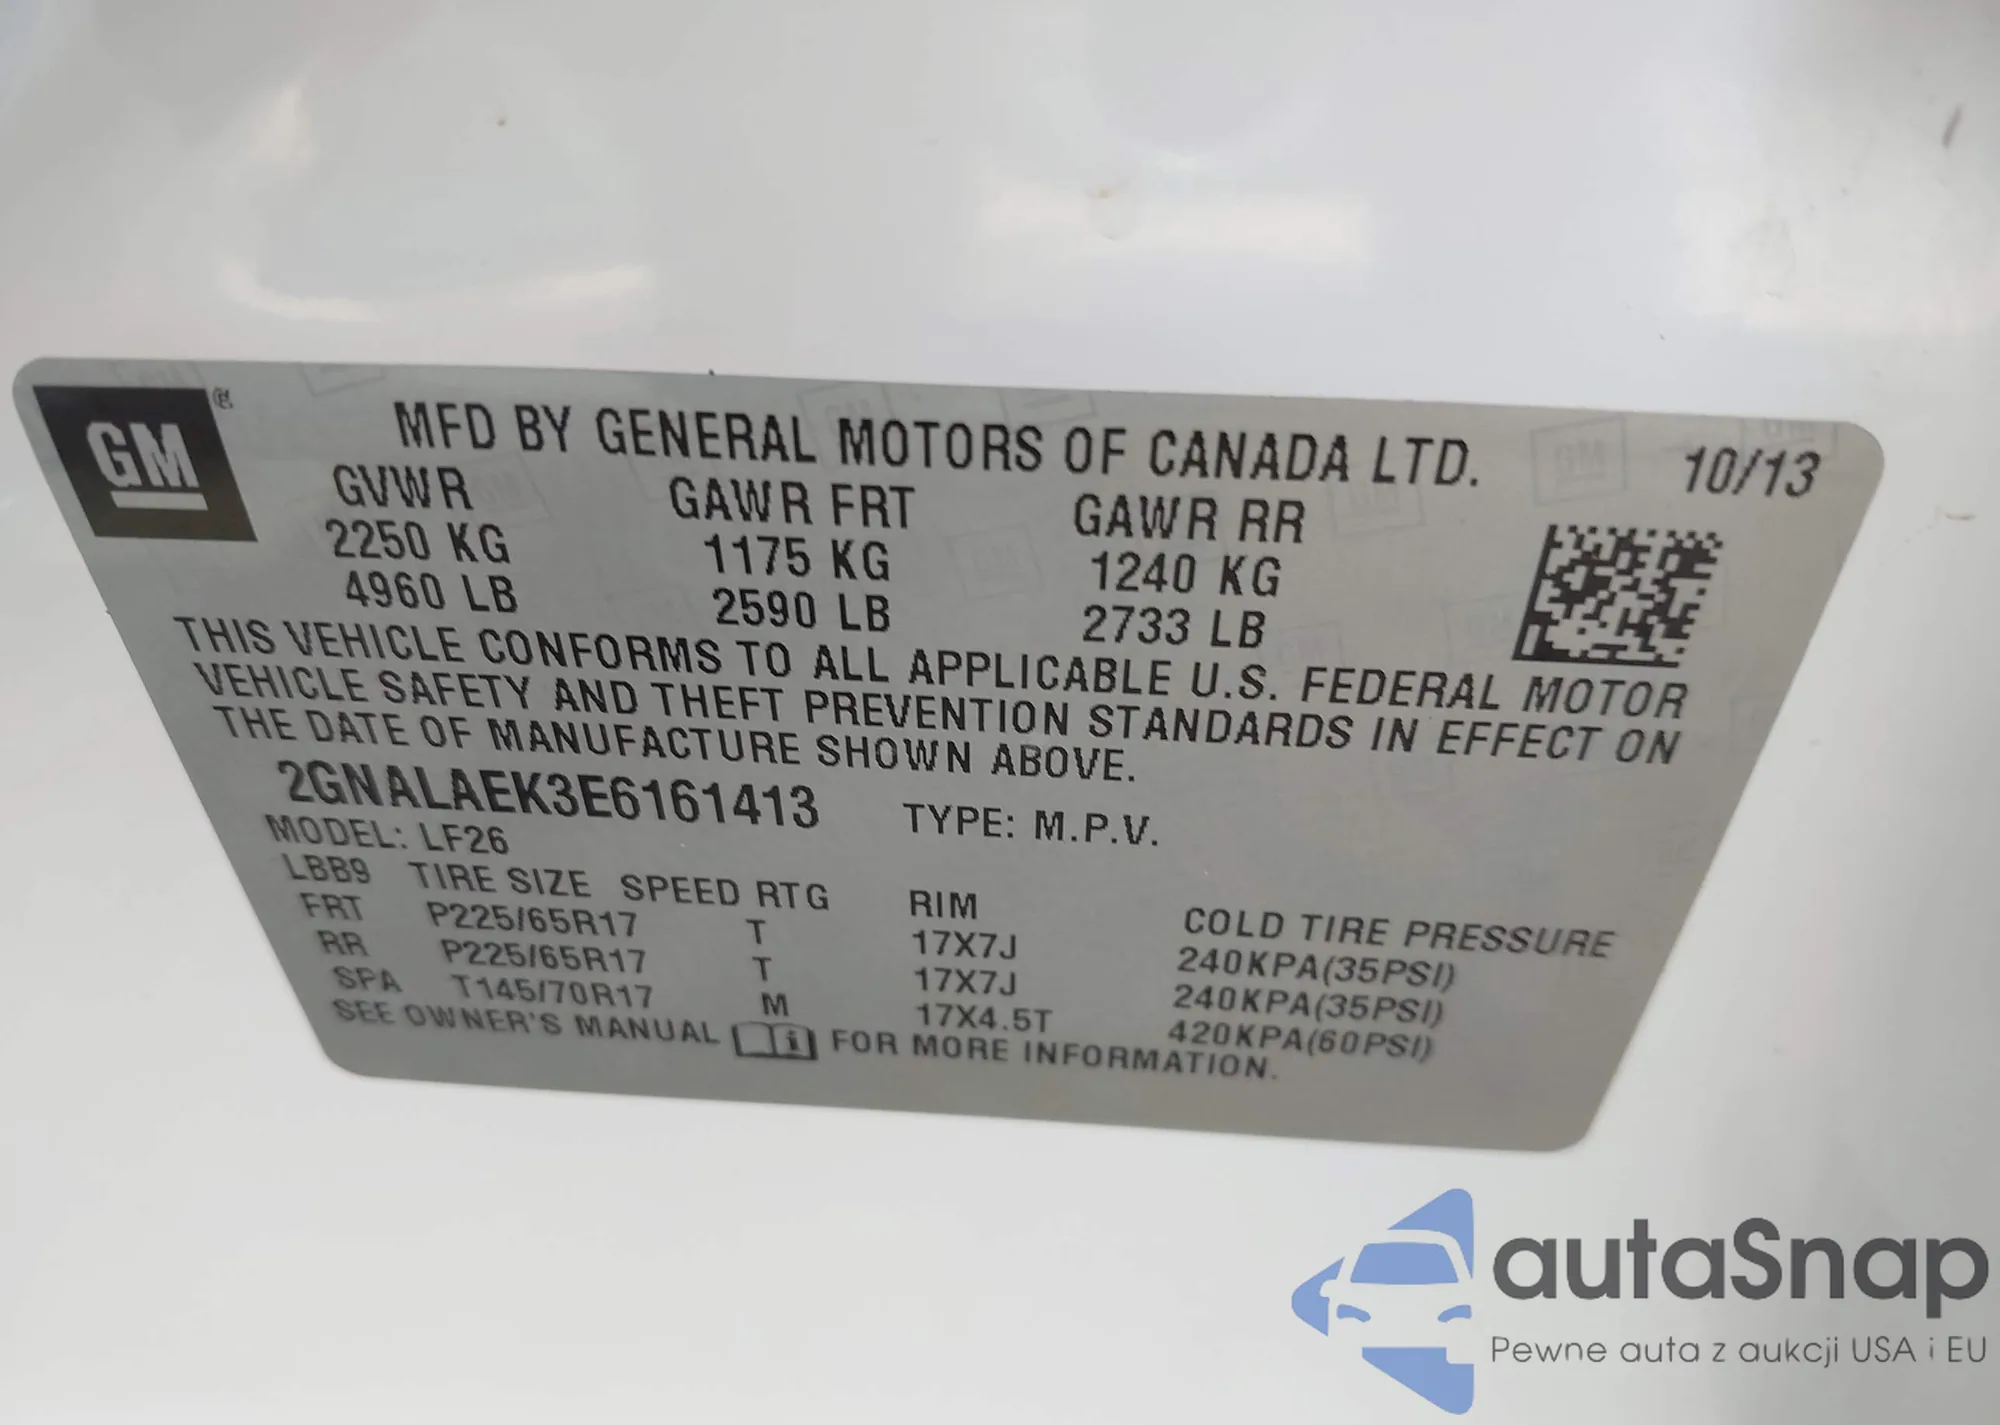 GM
MFD BY GENERAL MOTORS OF CANADA LTD. 10/13
GVWR GAWR FRT GAWR RR
2250 KG 1175 KG 1240 KG
4960 LB 2590 LB 2733 LB
THIS VEHICLE CONFORMS TO ALL APPLICABLE U.S. FEDERAL MOTOR
VEHICLE SAFETY AND THEFT PREVENTION STANDARDS IN EFFECT ON
THE DATE OF MANUFACTURE SHOWN ABOVE.
2GNALAEK3E6161413 TYPE: M.P.V.
MODEL: LF26
LBB9 TIRE SIZE SPEED RTG RIM COLD TIRE PRESSURE
FRT P225/65R17 T 17X7J 240KPA(35PSI)
RR P225/65R17 T 17X7J 240KPA(35PSI)
SPA T145/70R17 M 17X4.5T 420KPA(60PSI)
SEE OWNER'S MANUAL FOR MORE INFORMATION.
autaSnap
Pewne auta z aukcji USA i EU